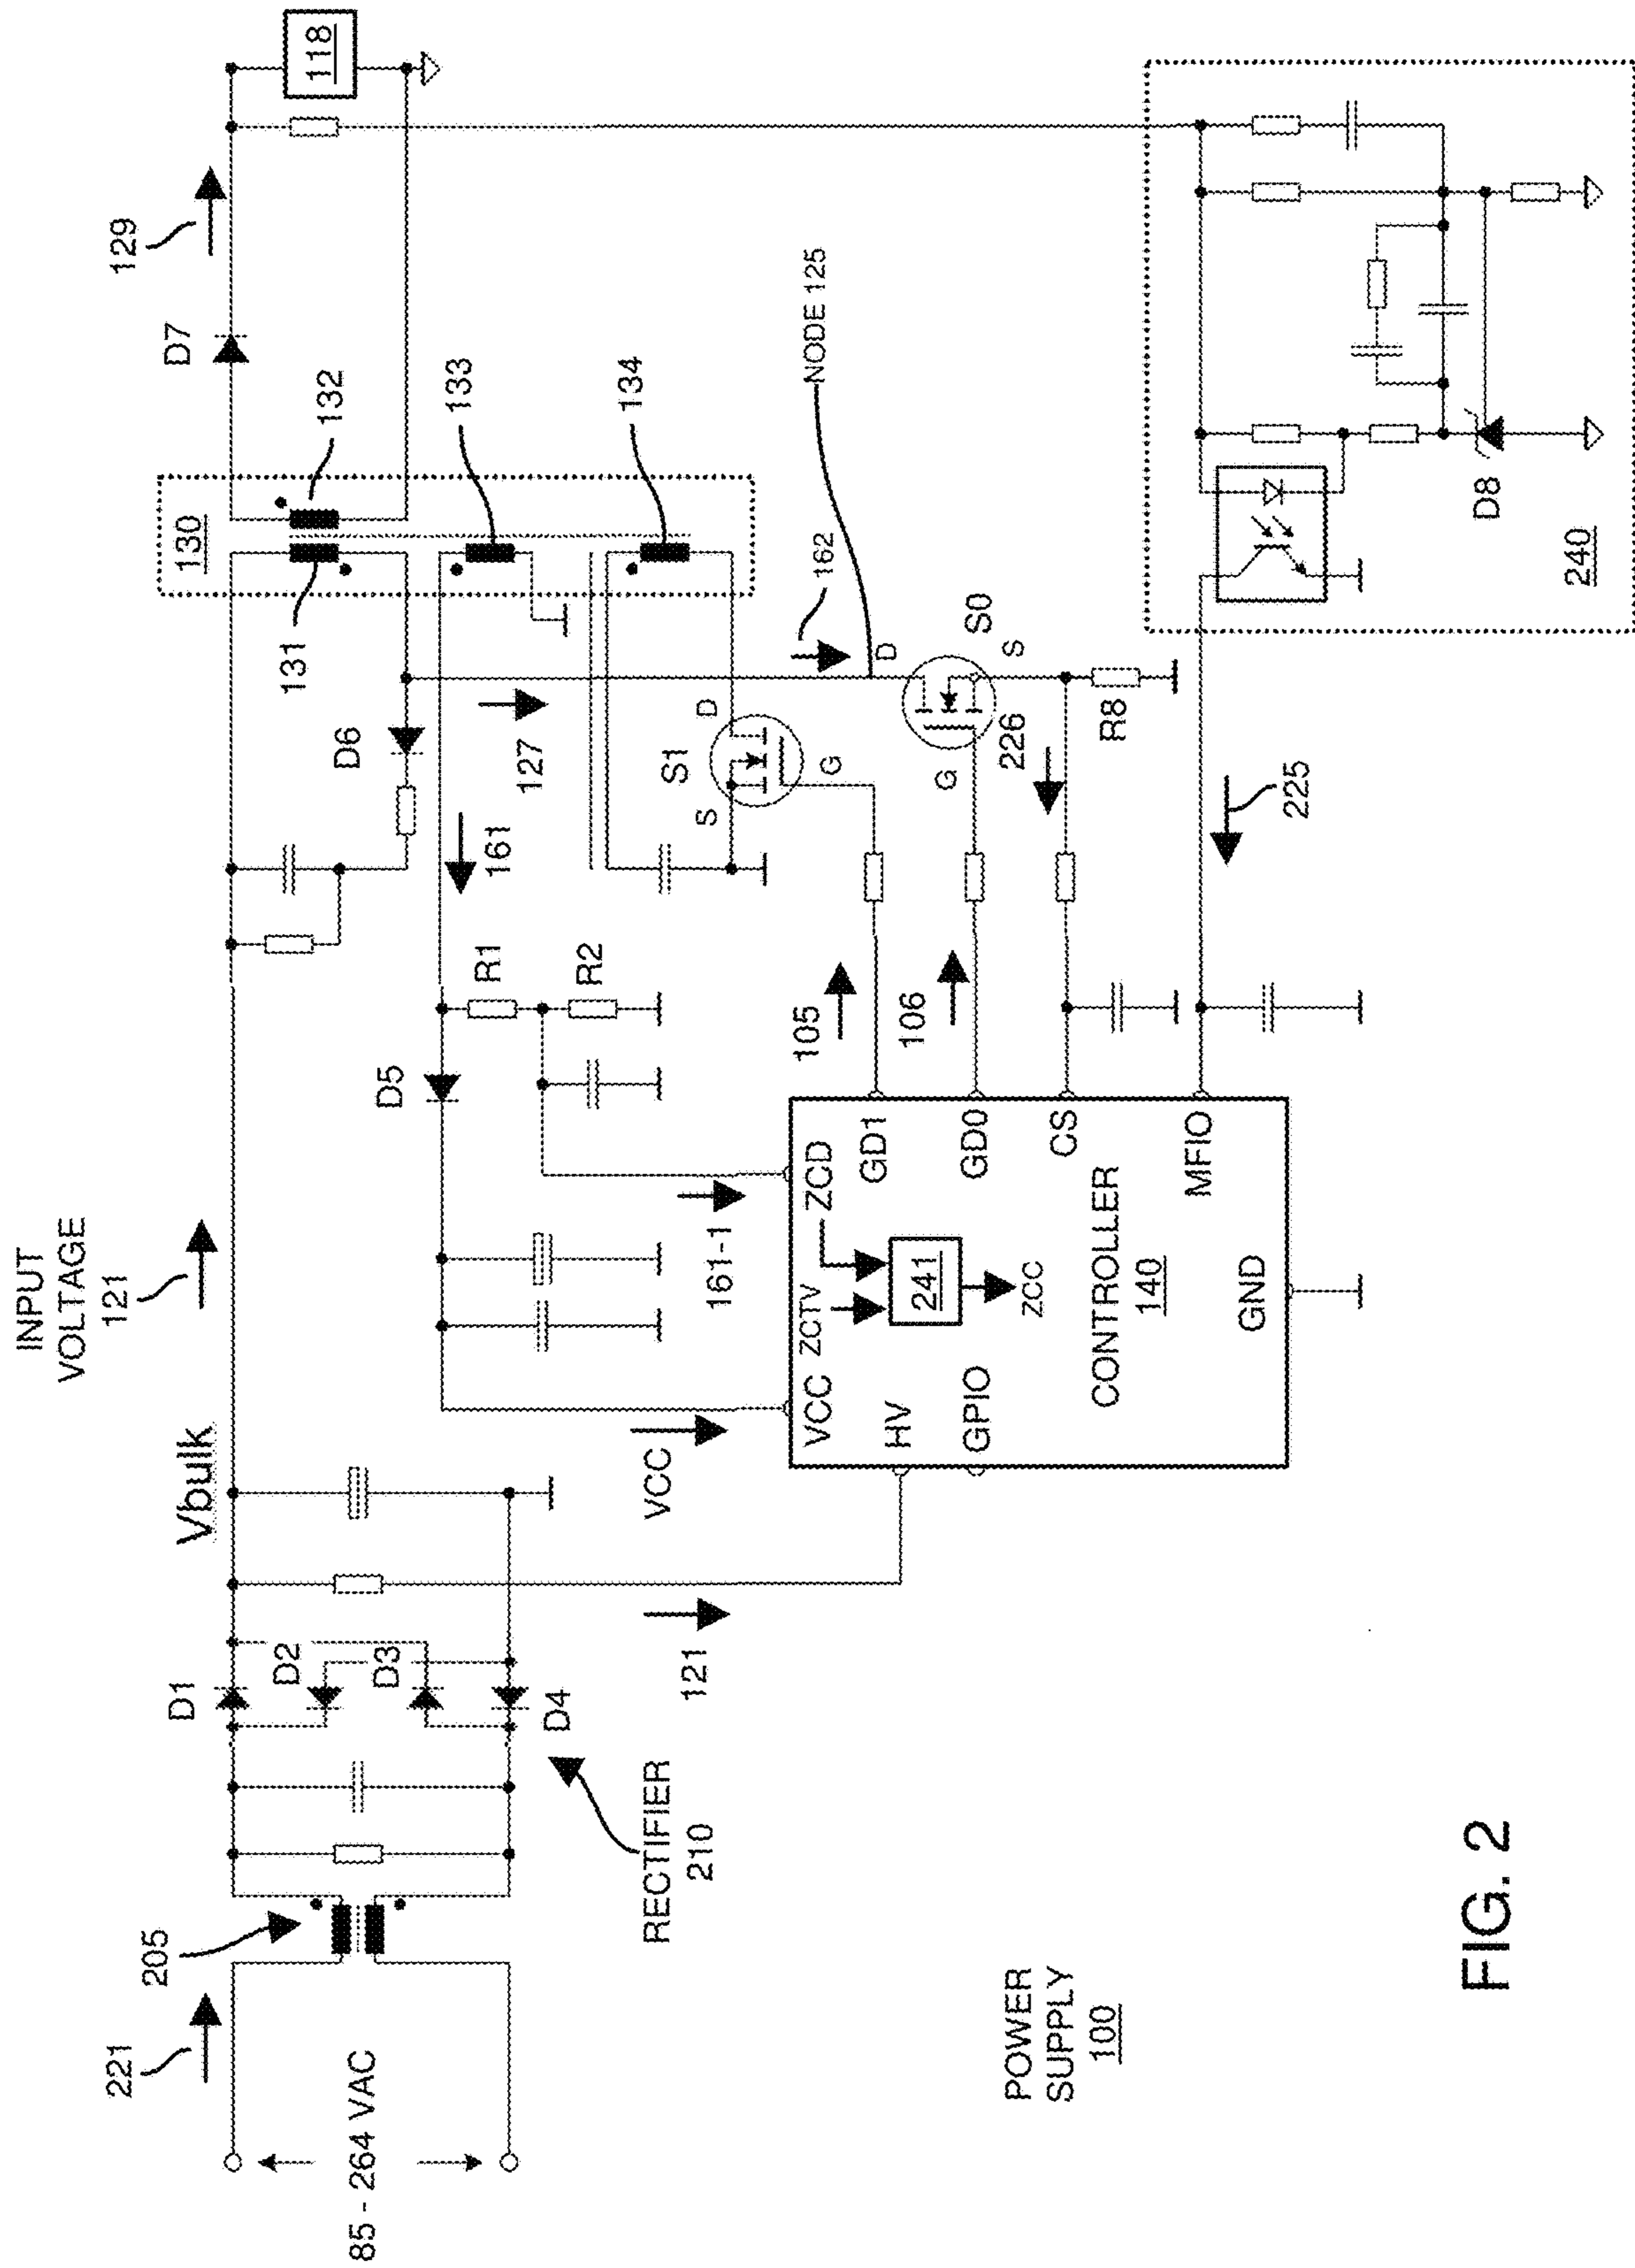 INPUT
VOLTAGE
121
221
205
85 - 264 VAC
D1
D2
D3
D4
RECTIFIER
210
Vbulk
121
VCC
161-1
D5
R1
R2
161
D6
127
130
131
132
133
134
D7
129
118
S1
D
S
G
105
106
162
NODE 125
D
S0
S
G
226
R8
225
VCC
ZCTV
ZCD
241
ZCC
HV
GPIO
GD1
GD0
CS
MFIO
CONTROLLER
140
GND
D8
240
POWER
SUPPLY
100
FIG. 2